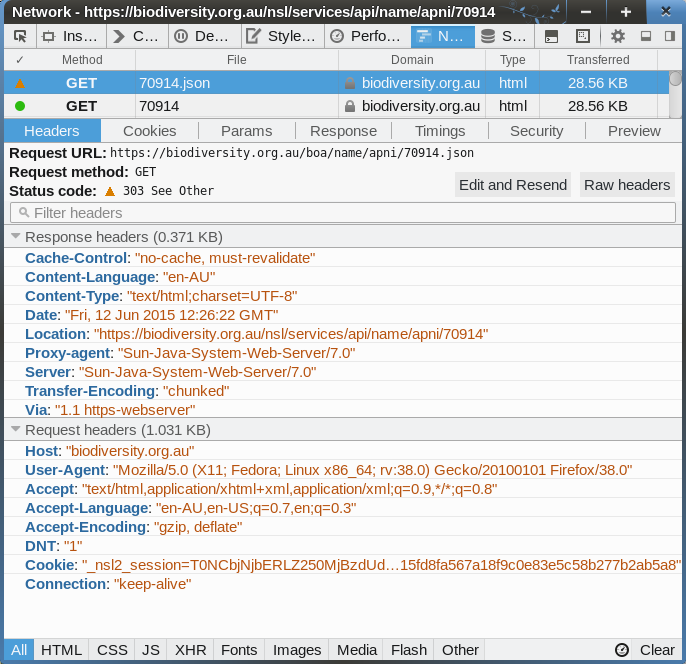 Network - https://biodiversity.org.au/nsl/services/api/name/apni/70914
Ins… C… De… Style… Perfo… N… S…
✓ Method File Domain Type Transferred
GET 70914.json biodiversity.org.au html 28.56 KB
GET 70914 biodiversity.org.au html 28.56 KB
Headers Cookies Params Response Timings Security Preview
Request URL: https://biodiversity.org.au/boa/name/apni/70914.json
Request method: GET
Status code: 303 See Other
Edit and Resend Raw headers
Filter headers
Response headers (0.371 KB)
Cache-Control: "no-cache, must-revalidate"
Content-Language: "en-AU"
Content-Type: "text/html;charset=UTF-8"
Date: "Fri, 12 Jun 2015 12:26:22 GMT"
Location: "https://biodiversity.org.au/nsl/services/api/name/apni/70914"
Proxy-agent: "Sun-Java-System-Web-Server/7.0"
Server: "Sun-Java-System-Web-Server/7.0"
Transfer-Encoding: "chunked"
Via: "1.1 https-webserver"
Request headers (1.031 KB)
Host: "biodiversity.org.au"
User-Agent: "Mozilla/5.0 (X11; Fedora; Linux x86_64; rv:38.0) Gecko/20100101 Firefox/38.0"
Accept: "text/html,application/xhtml+xml,application/xml;q=0.9,*/*;q=0.8"
Accept-Language: "en-AU,en-US;q=0.7,en;q=0.3"
Accept-Encoding: "gzip, deflate"
DNT: "1"
Cookie: "_nsl2_session=T0NCbjNjbERLZ250MjBzdUd…15fd8fa567a18f9c0e83e5c58b277b2ab5a8"
Connection: "keep-alive"
All HTML CSS JS XHR Fonts Images Media Flash Other Clear